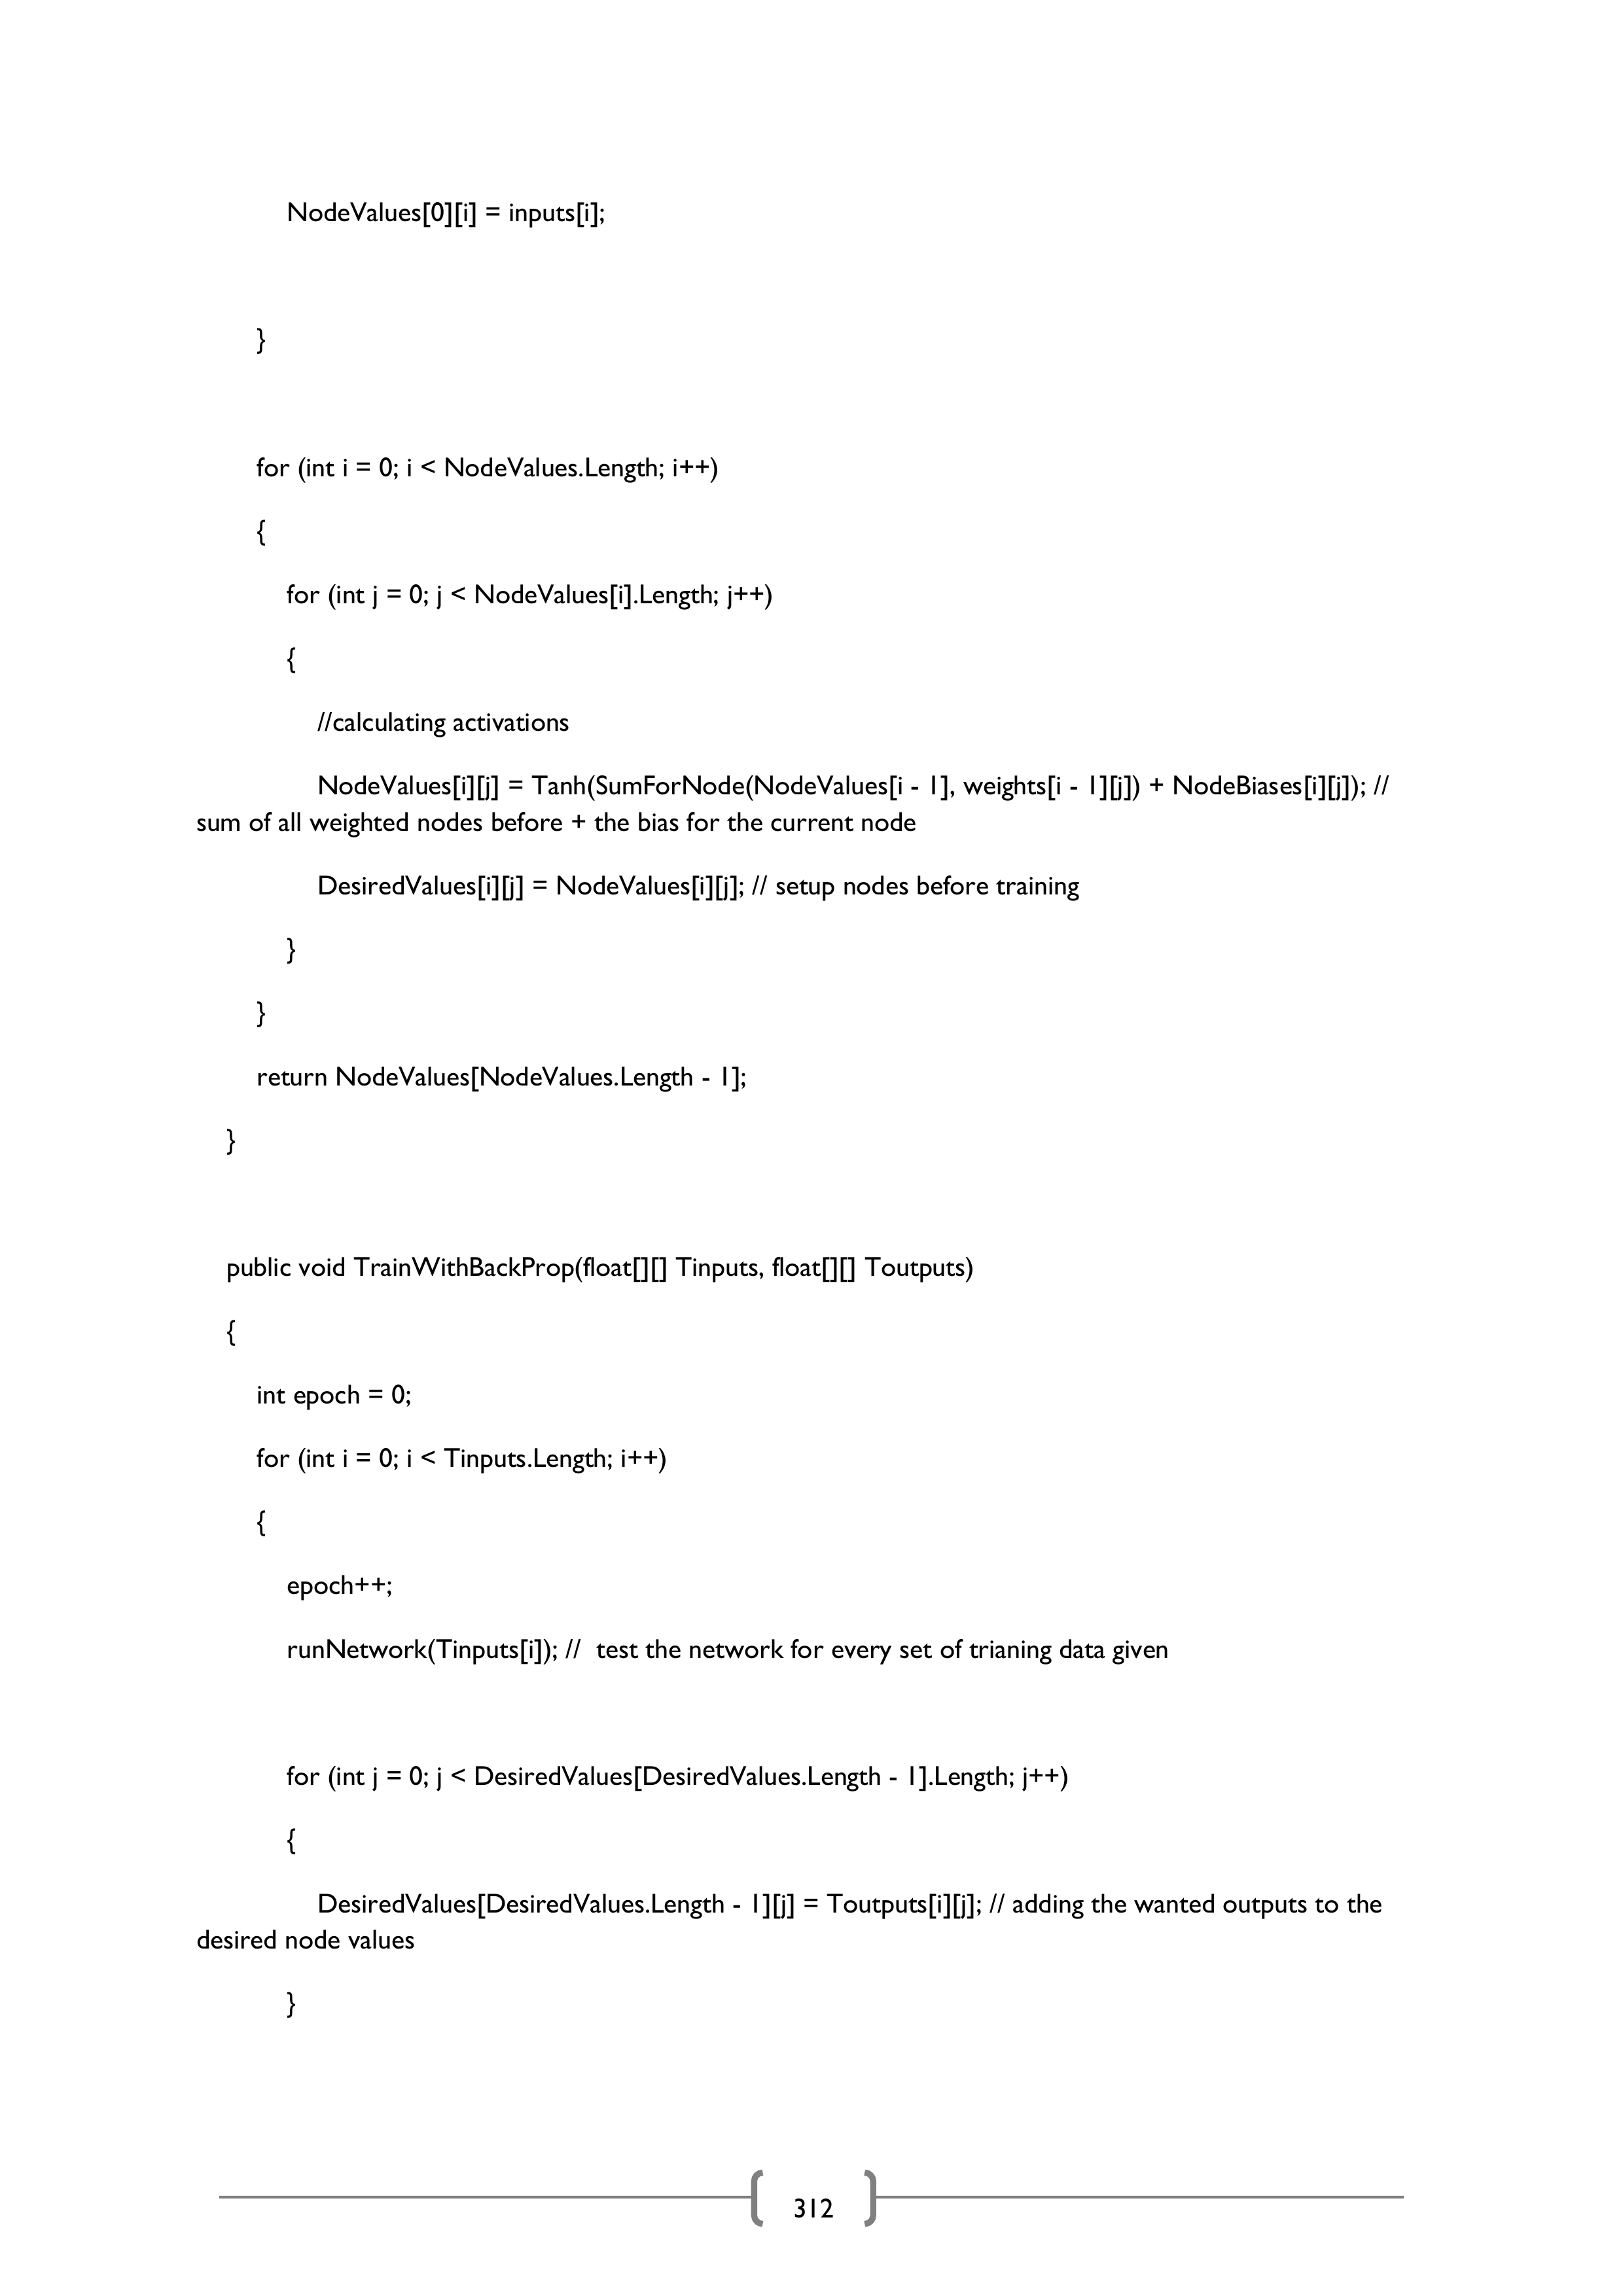 NodeValues[0][i] = inputs[i];
}
for (int i = 0; i < NodeValues.Length; i++)
{
for (int j = 0; j < NodeValues[i].Length; j++)
{
//calculating activations
NodeValues[i][j] = Tanh(SumForNode(NodeValues[i - 1], weights[i - 1][j]) + NodeBiases[i][j]); //
sum of all weighted nodes before + the bias for the current node
DesiredValues[i][j] = NodeValues[i][j]; // setup nodes before training
}
}
return NodeValues[NodeValues.Length - 1];
}
public void TrainWithBackProp(float[][] Tinputs, float[][] Toutputs)
{
int epoch = 0;
for (int i = 0; i < Tinputs.Length; i++)
{
epoch++;
runNetwork(Tinputs[i]); //  test the network for every set of trianing data given
for (int j = 0; j < DesiredValues[DesiredValues.Length - 1].Length; j++)
{
DesiredValues[DesiredValues.Length - 1][j] = Toutputs[i][j]; // adding the wanted outputs to the
desired node values
}
312